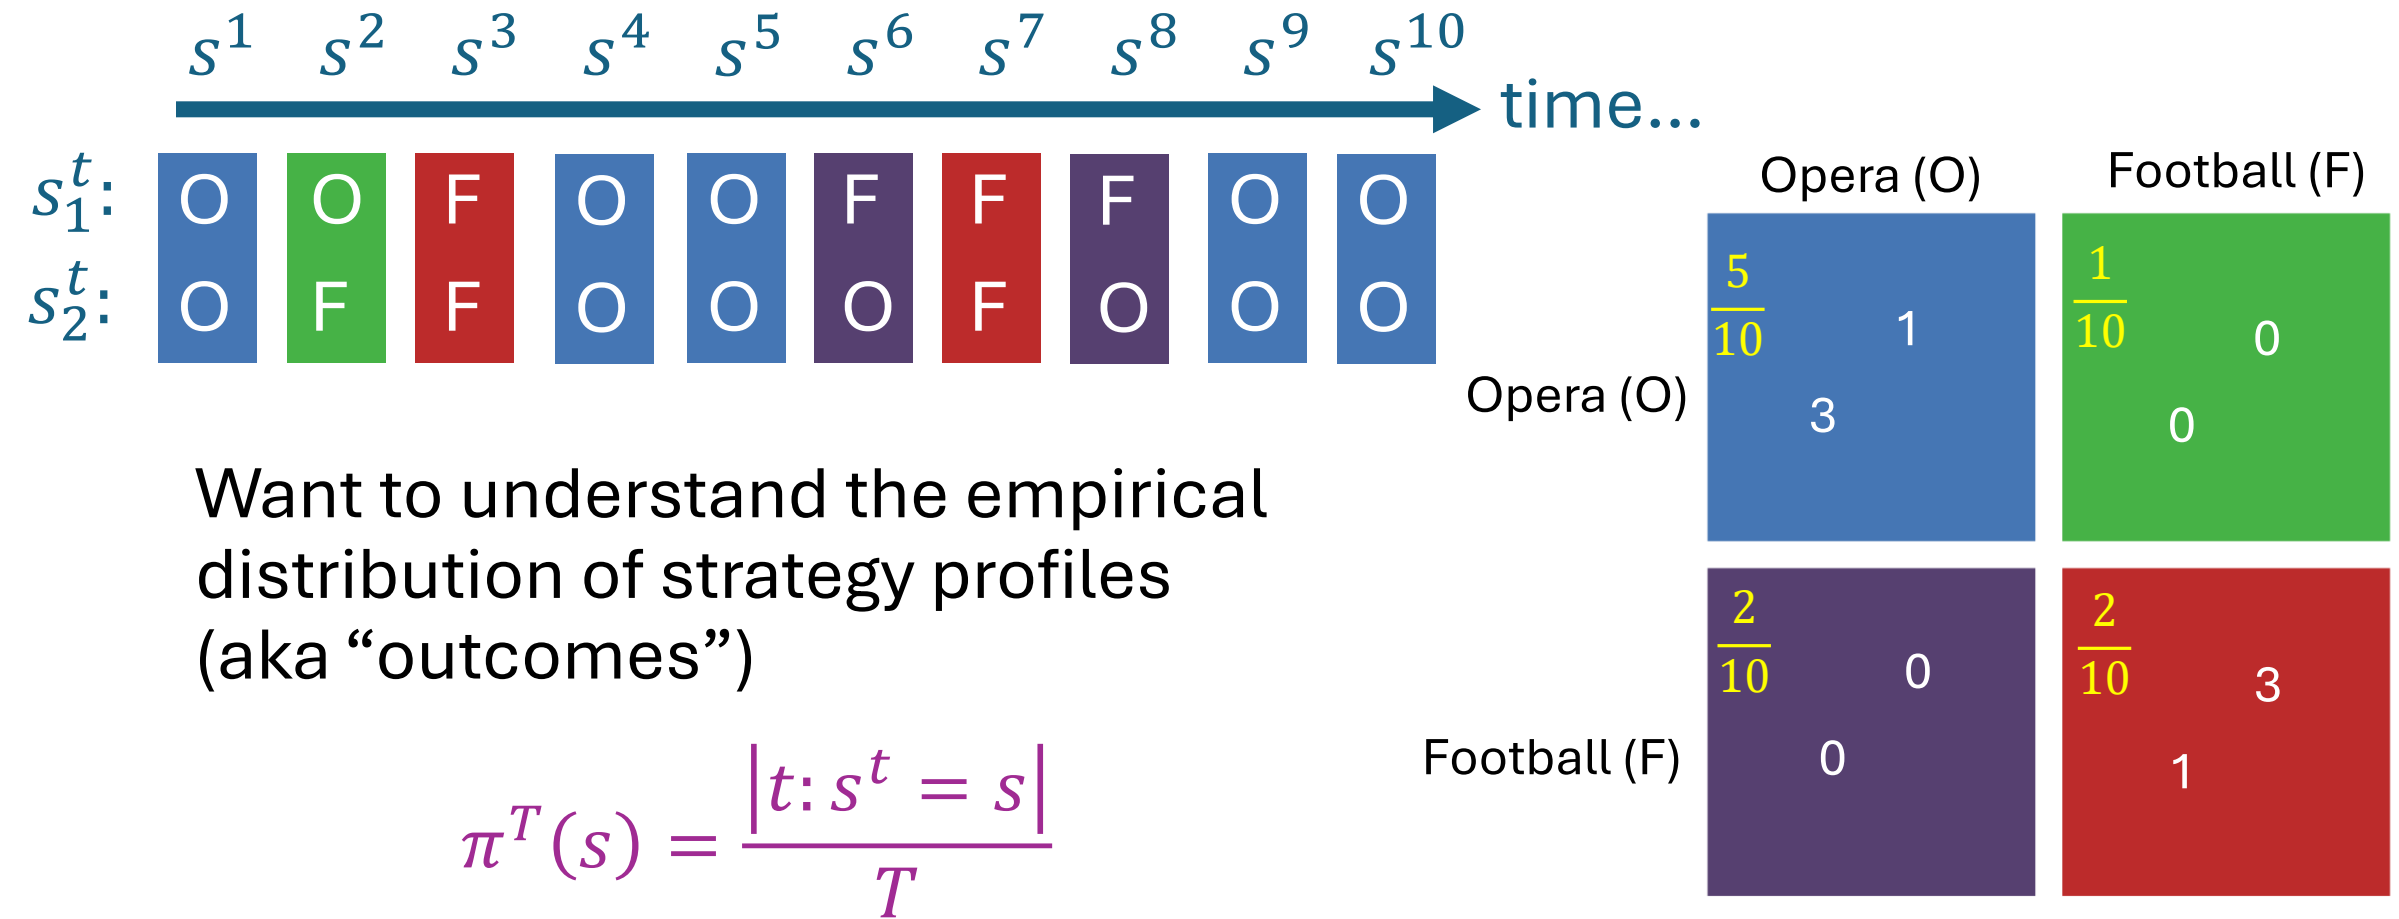 s¹ s² s³ s⁴ s⁵ s⁶ s⁷ s⁸ s⁹ s¹⁰
time...
s₁ᵗ: O O F O O F F F O O
s₂ᵗ: O F F O O O F O O O
Want to understand the empirical
distribution of strategy profiles
(aka “outcomes”)
πᵀ(s) = |t: sᵗ = s| / T
Opera (O) Football (F)
Opera (O)
5/10 1
3
1/10 0
0
Football (F)
2/10 0
0
2/10 3
1